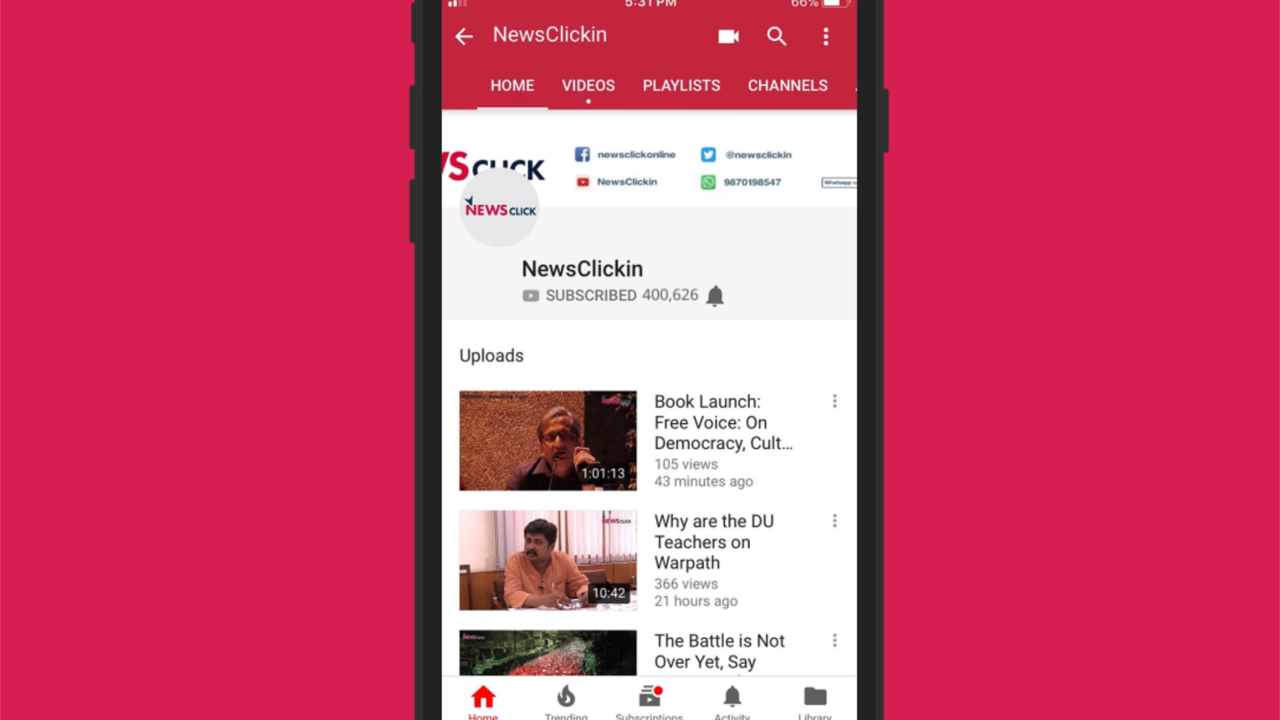 5:31 PM
66%
NewsClickin
HOME VIDEOS PLAYLISTS CHANNELS
CLICK
newsclickonline @newsclickin
NewsClickin 9870198547
Whatsapp
NEWS CLICK
NewsClickin
SUBSCRIBED 400,626
Uploads
Book Launch:
Free Voice: On
Democracy, Cult...
105 views
43 minutes ago
1:01:13
NEWSCLICK
Why are the DU
Teachers on
Warpath
366 views
21 hours ago
10:42
The Battle is Not
Over Yet, Say
Home Trending Subscriptions Activity Library